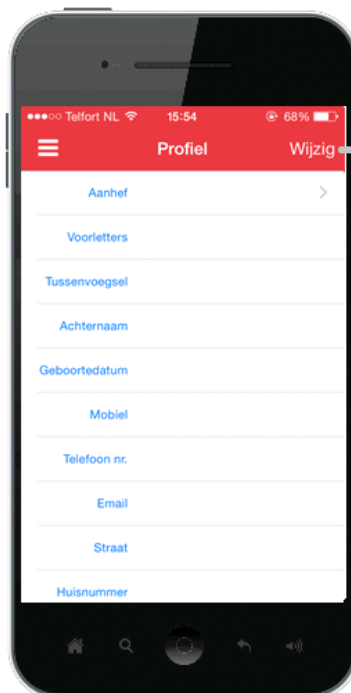 Telfort NL 15:54 68%
Profiel Wijzig
Aanhef
Voorletters
Tussenvoegsel
Achternaam
Geboortedatum
Mobiel
Telefoon nr.
Email
Straat
Huisnummer